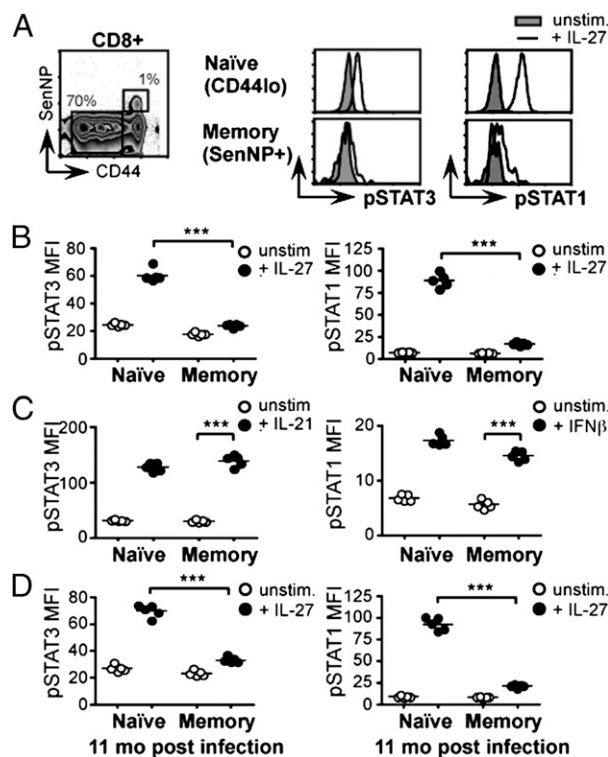 A
CD8+
SenNP
1%
70%
CD44
unstim.
+ IL-27
Naïve
(CD44lo)
Memory
(SenNP+)
pSTAT3
pSTAT1
B
pSTAT3 MFI
80
60
40
20
0
***
unstim
+ IL-27
Naïve Memory
pSTAT1 MFI
125
100
75
50
25
0
***
unstim
+ IL-27
Naïve Memory
C
pSTAT3 MFI
200
100
0
***
unstim
+ IL-21
Naïve Memory
pSTAT1 MFI
20
10
0
***
unstim.
+ IFNβ
Naïve Memory
D
pSTAT3 MFI
80
60
40
20
0
***
unstim.
+ IL-27
Naïve Memory
11 mo post infection
pSTAT1 MFI
125
100
75
50
25
0
***
unstim.
+ IL-27
Naïve Memory
11 mo post infection